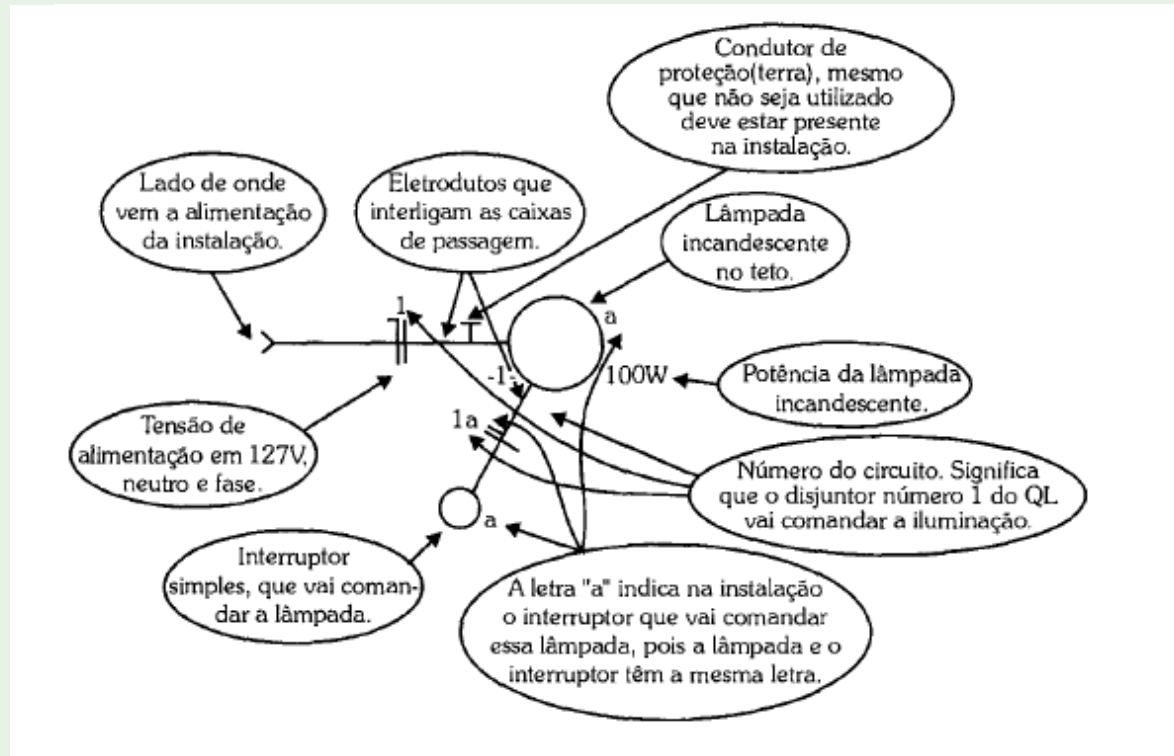 Condutor de
proteção(terra), mesmo
que não seja utilizado
deve estar presente
na instalação.
Lado de onde
vem a alimentação
da instalação.
Eletrodutos que
interligam as caixas
de passagem.
Lâmpada
incandescente
no teto.
1
a
-1-
100W
Potência da lâmpada
incandescente.
1a
Tensão de
alimentação em 127V,
neutro e fase.
Número do circuito. Significa
que o disjuntor número 1 do QL
vai comandar a iluminação.
a
Interruptor
simples, que vai coman-
dar a lâmpada.
A letra "a" indica na instalação
o interruptor que vai comandar
essa lâmpada, pois a lâmpada e o
interruptor têm a mesma letra.